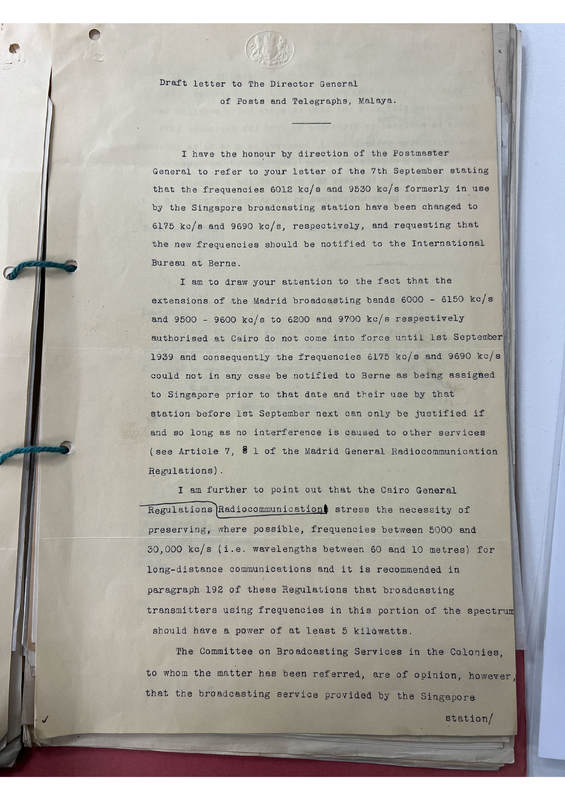 Draft letter to The Director General
of Posts and Telegraphs, Malaya.
I have the honour by direction of the Postmaster
General to refer to your letter of the 7th September stating
that the frequencies 6012 kc/s and 9530 kc/s formerly in use
by the Singapore broadcasting station have been changed to
6175 kc/s and 9690 kc/s, respectively, and requesting that
the new frequencies should be notified to the International
Bureau at Berne.
I am to draw your attention to the fact that the
extensions of the Madrid broadcasting bands 6000 - 6150 kc/s
and 9500 - 9600 kc/s to 6200 and 9700 kc/s respectively
authorised at Cairo do not come into force until 1st September
1939 and consequently the frequencies 6175 kc/s and 9690 kc/s
could not in any case be notified to Berne as being assigned
to Singapore prior to that date and their use by that
station before 1st September next can only be justified if
and so long as no interference is caused to other services
(see Article 7, § 1 of the Madrid General Radiocommunication
Regulations).
I am further to point out that the Cairo General
Regulations Radiocommunication stress the necessity of
preserving, where possible, frequencies between 5000 and
30,000 kc/s (i.e. wavelengths between 60 and 10 metres) for
long-distance communications and it is recommended in
paragraph 192 of these Regulations that broadcasting
transmitters using frequencies in this portion of the spectrum
should have a power of at least 5 kilowatts.
The Committee on Broadcasting Services in the Colonies,
to whom the matter has been referred, are of opinion, however,
that the broadcasting service provided by the Singapore
station/